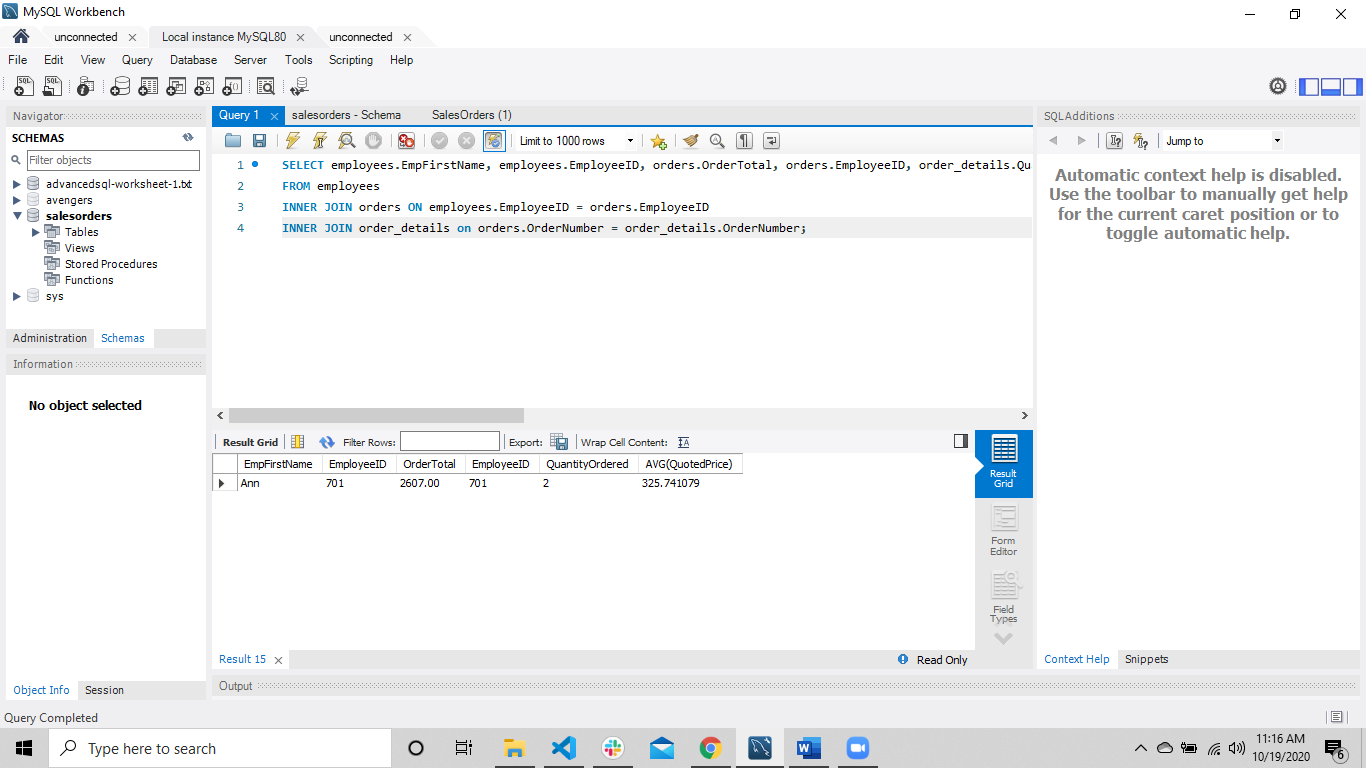 MySQL Workbench
unconnected
Local instance MySQL80
unconnected
File Edit View Query Database Server Tools Scripting Help
Navigator
SCHEMAS
Filter objects
advancedsql-worksheet-1.txt
avengers
salesorders
Tables
Views
Stored Procedures
Functions
sys
Administration Schemas
Information
No object selected
Object Info Session
Query 1
salesorders - Schema
SalesOrders (1)
Limit to 1000 rows
1 SELECT employees.EmpFirstName, employees.EmployeeID, orders.OrderTotal, orders.EmployeeID, order_details.Qu
2 FROM employees
3 INNER JOIN orders ON employees.EmployeeID = orders.EmployeeID
4 INNER JOIN order_details on orders.OrderNumber = order_details.OrderNumber;
Result Grid Filter Rows: Export: Wrap Cell Content:
EmpFirstName EmployeeID OrderTotal EmployeeID QuantityOrdered AVG(QuotedPrice)
Ann 701 2607.00 701 2 325.741079
Result
Grid
Form
Editor
Field
Types
Result 15
Read Only
Output
SQLAdditions
Jump to
Automatic context help is disabled.
Use the toolbar to manually get help
for the current caret position or to
toggle automatic help.
Context Help Snippets
Query Completed
Type here to search
11:16 AM
10/19/2020
6